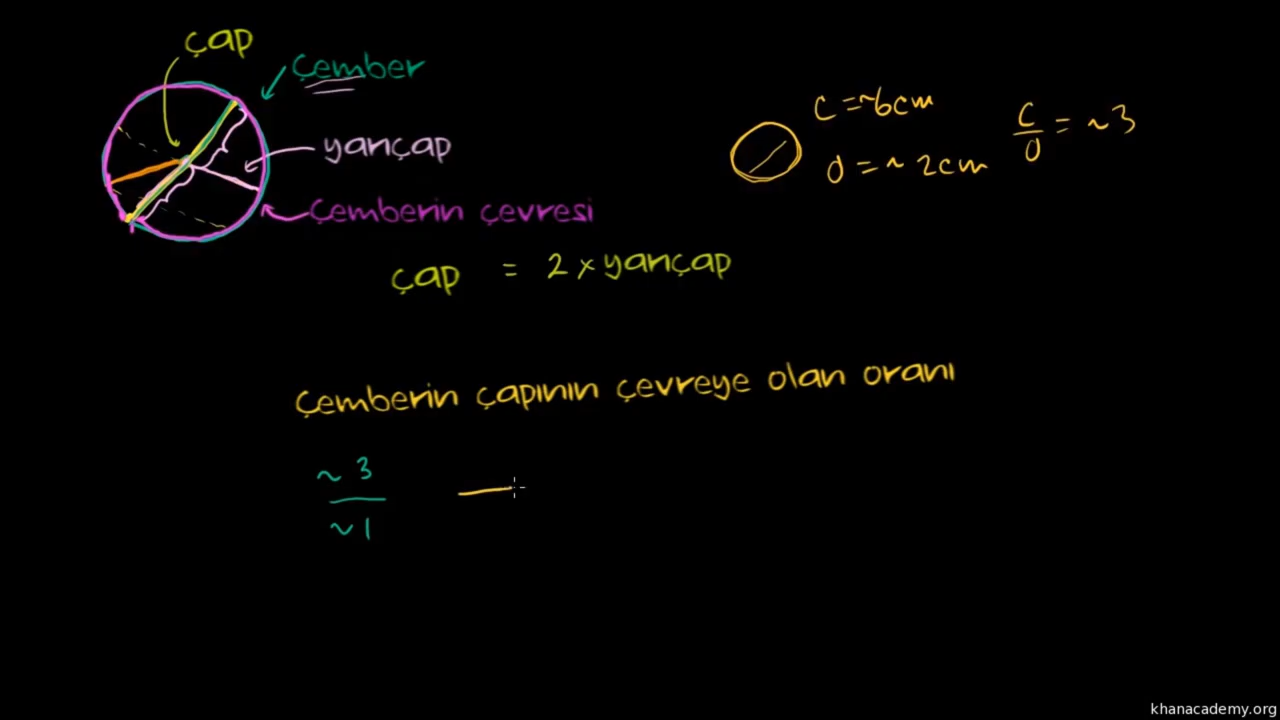 çap
çember
yarıçap
çemberin çevresi
çap = 2 x yarıçap
C = ~6cm
D = ~ 2cm
C/D = ~3
çemberin çapının çevreye olan oranı
~ 3
~ 1
khanacademy.org